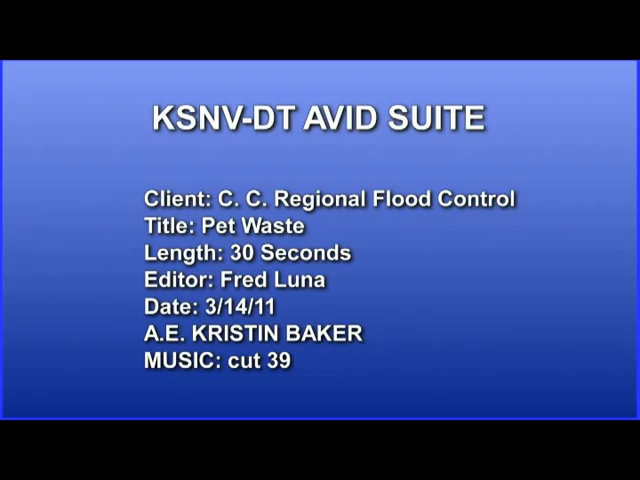 KSNV-DT AVID SUITE
Client: C. C. Regional Flood Control
Title: Pet Waste
Length: 30 Seconds
Editor: Fred Luna
Date: 3/14/11
A.E. KRISTIN BAKER
MUSIC: cut 39